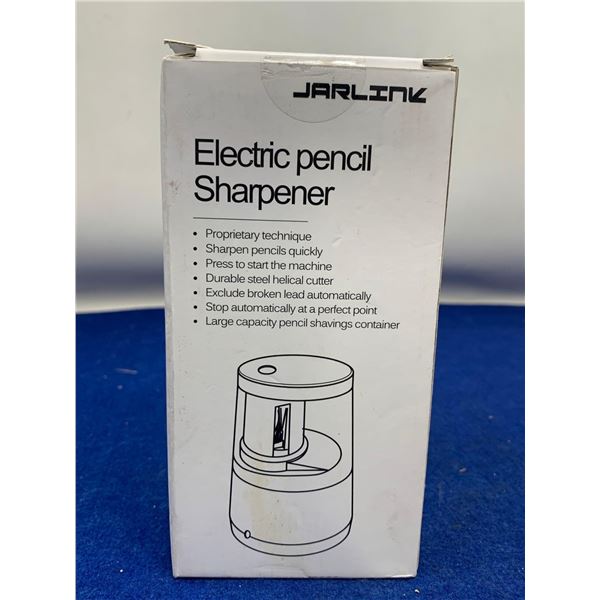 JARLINK
Electric pencil
Sharpener
• Proprietary technique
• Sharpen pencils quickly
• Press to start the machine
• Durable steel helical cutter
• Exclude broken lead automatically
• Stop automatically at a perfect point
• Large capacity pencil shavings container